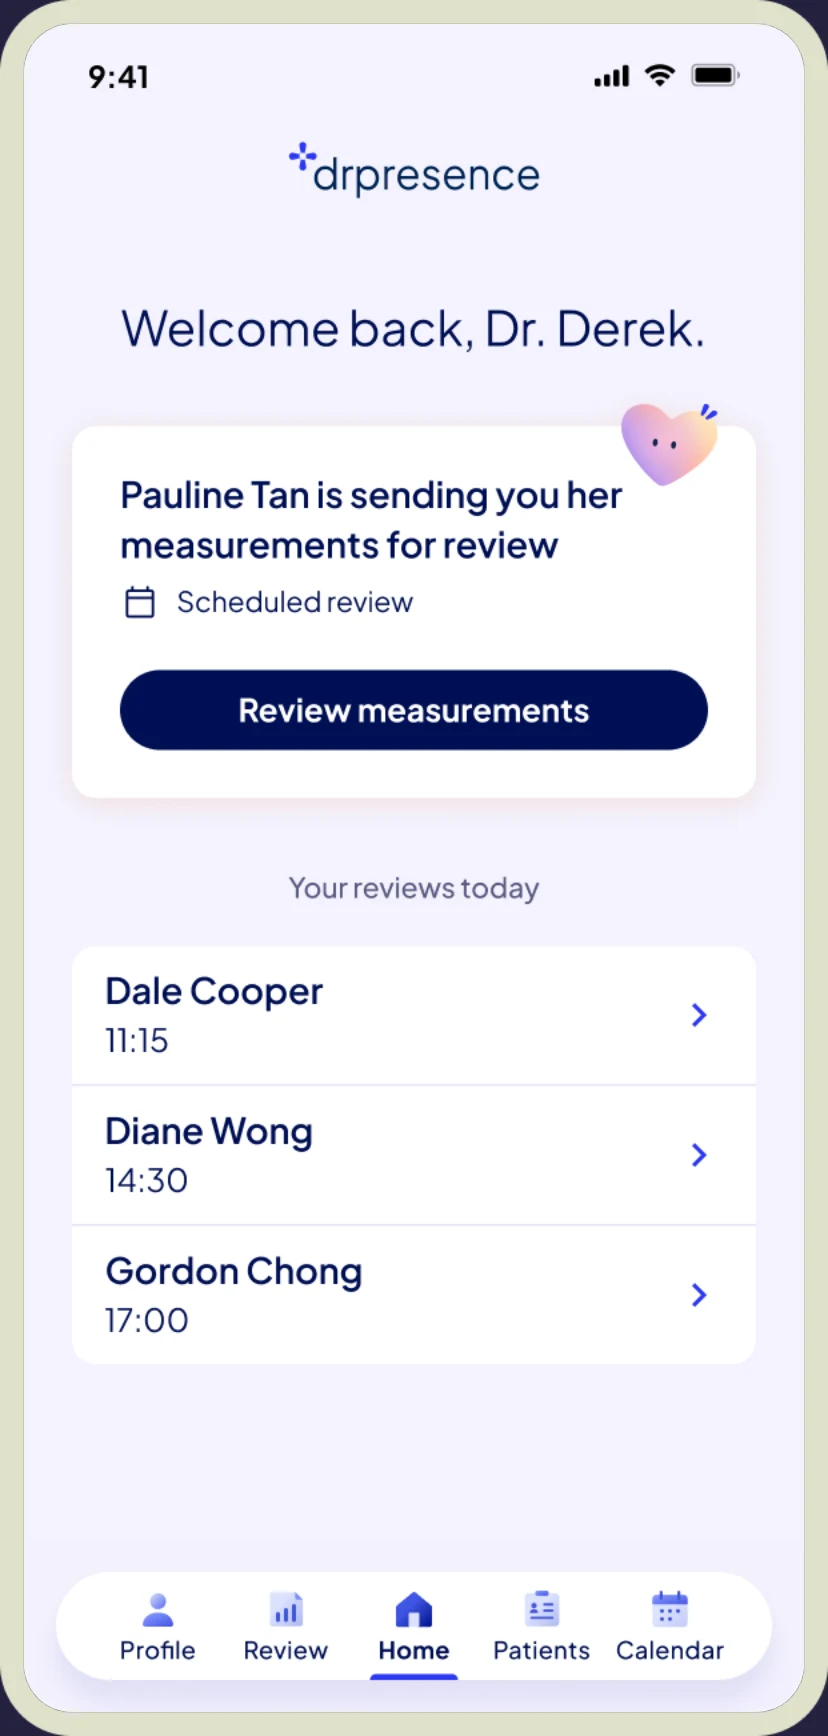 9:41
drpresence
Welcome back, Dr. Derek.
Pauline Tan is sending you her
measurements for review
Scheduled review
Review measurements
Your reviews today
Dale Cooper
11:15
Diane Wong
14:30
Gordon Chong
17:00
Profile Review Home Patients Calendar